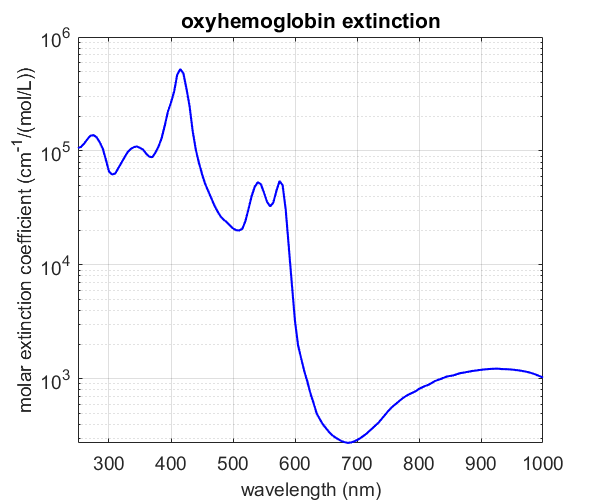 oxyhemoglobin extinction
10^6
10^5
10^4
10^3
molar extinction coefficient (cm^-1/(mol/L))
300 400 500 600 700 800 900 1000
wavelength (nm)